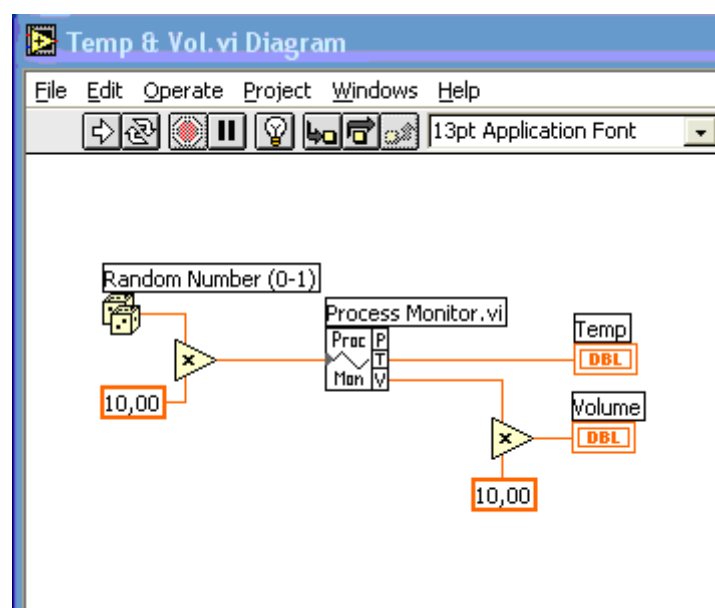 Temp & Vol.vi Diagram
File Edit Operate Project Windows Help
13pt Application Font
Random Number (0-1)
Process Monitor.vi
Proc P
T
Mon V
Temp
DBL
10,00
Volume
DBL
10,00